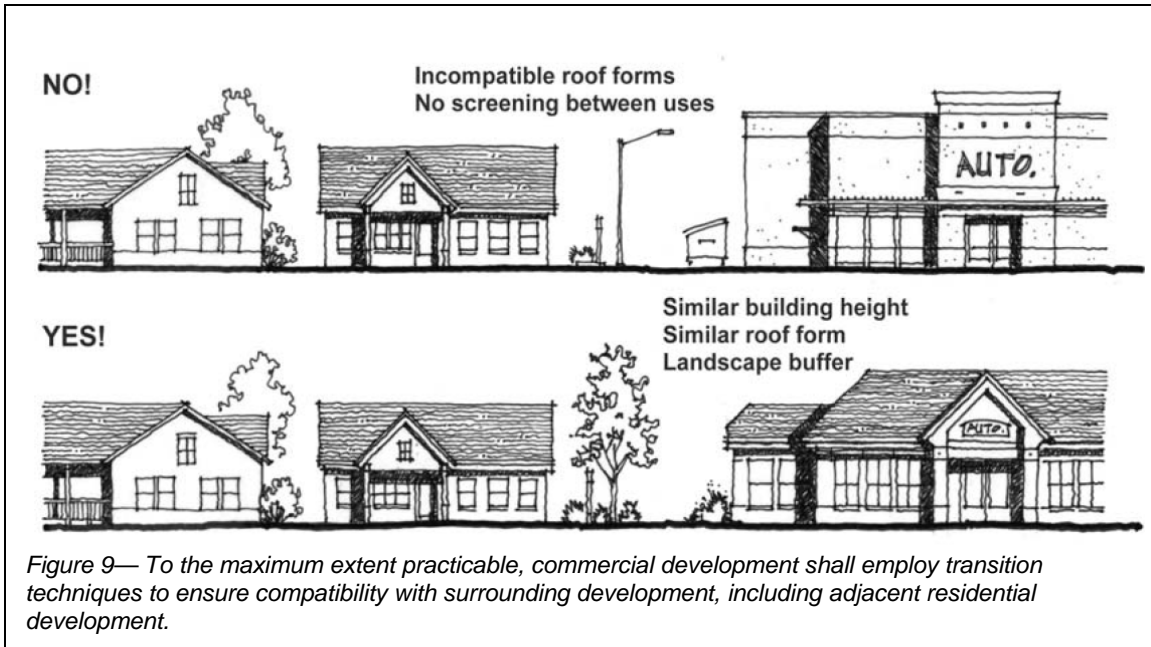 NO!
Incompatible roof forms
No screening between uses
AUTO.
YES!
Similar building height
Similar roof form
Landscape buffer
AUTO.
Figure 9— To the maximum extent practicable, commercial development shall employ transition
techniques to ensure compatibility with surrounding development, including adjacent residential
development.